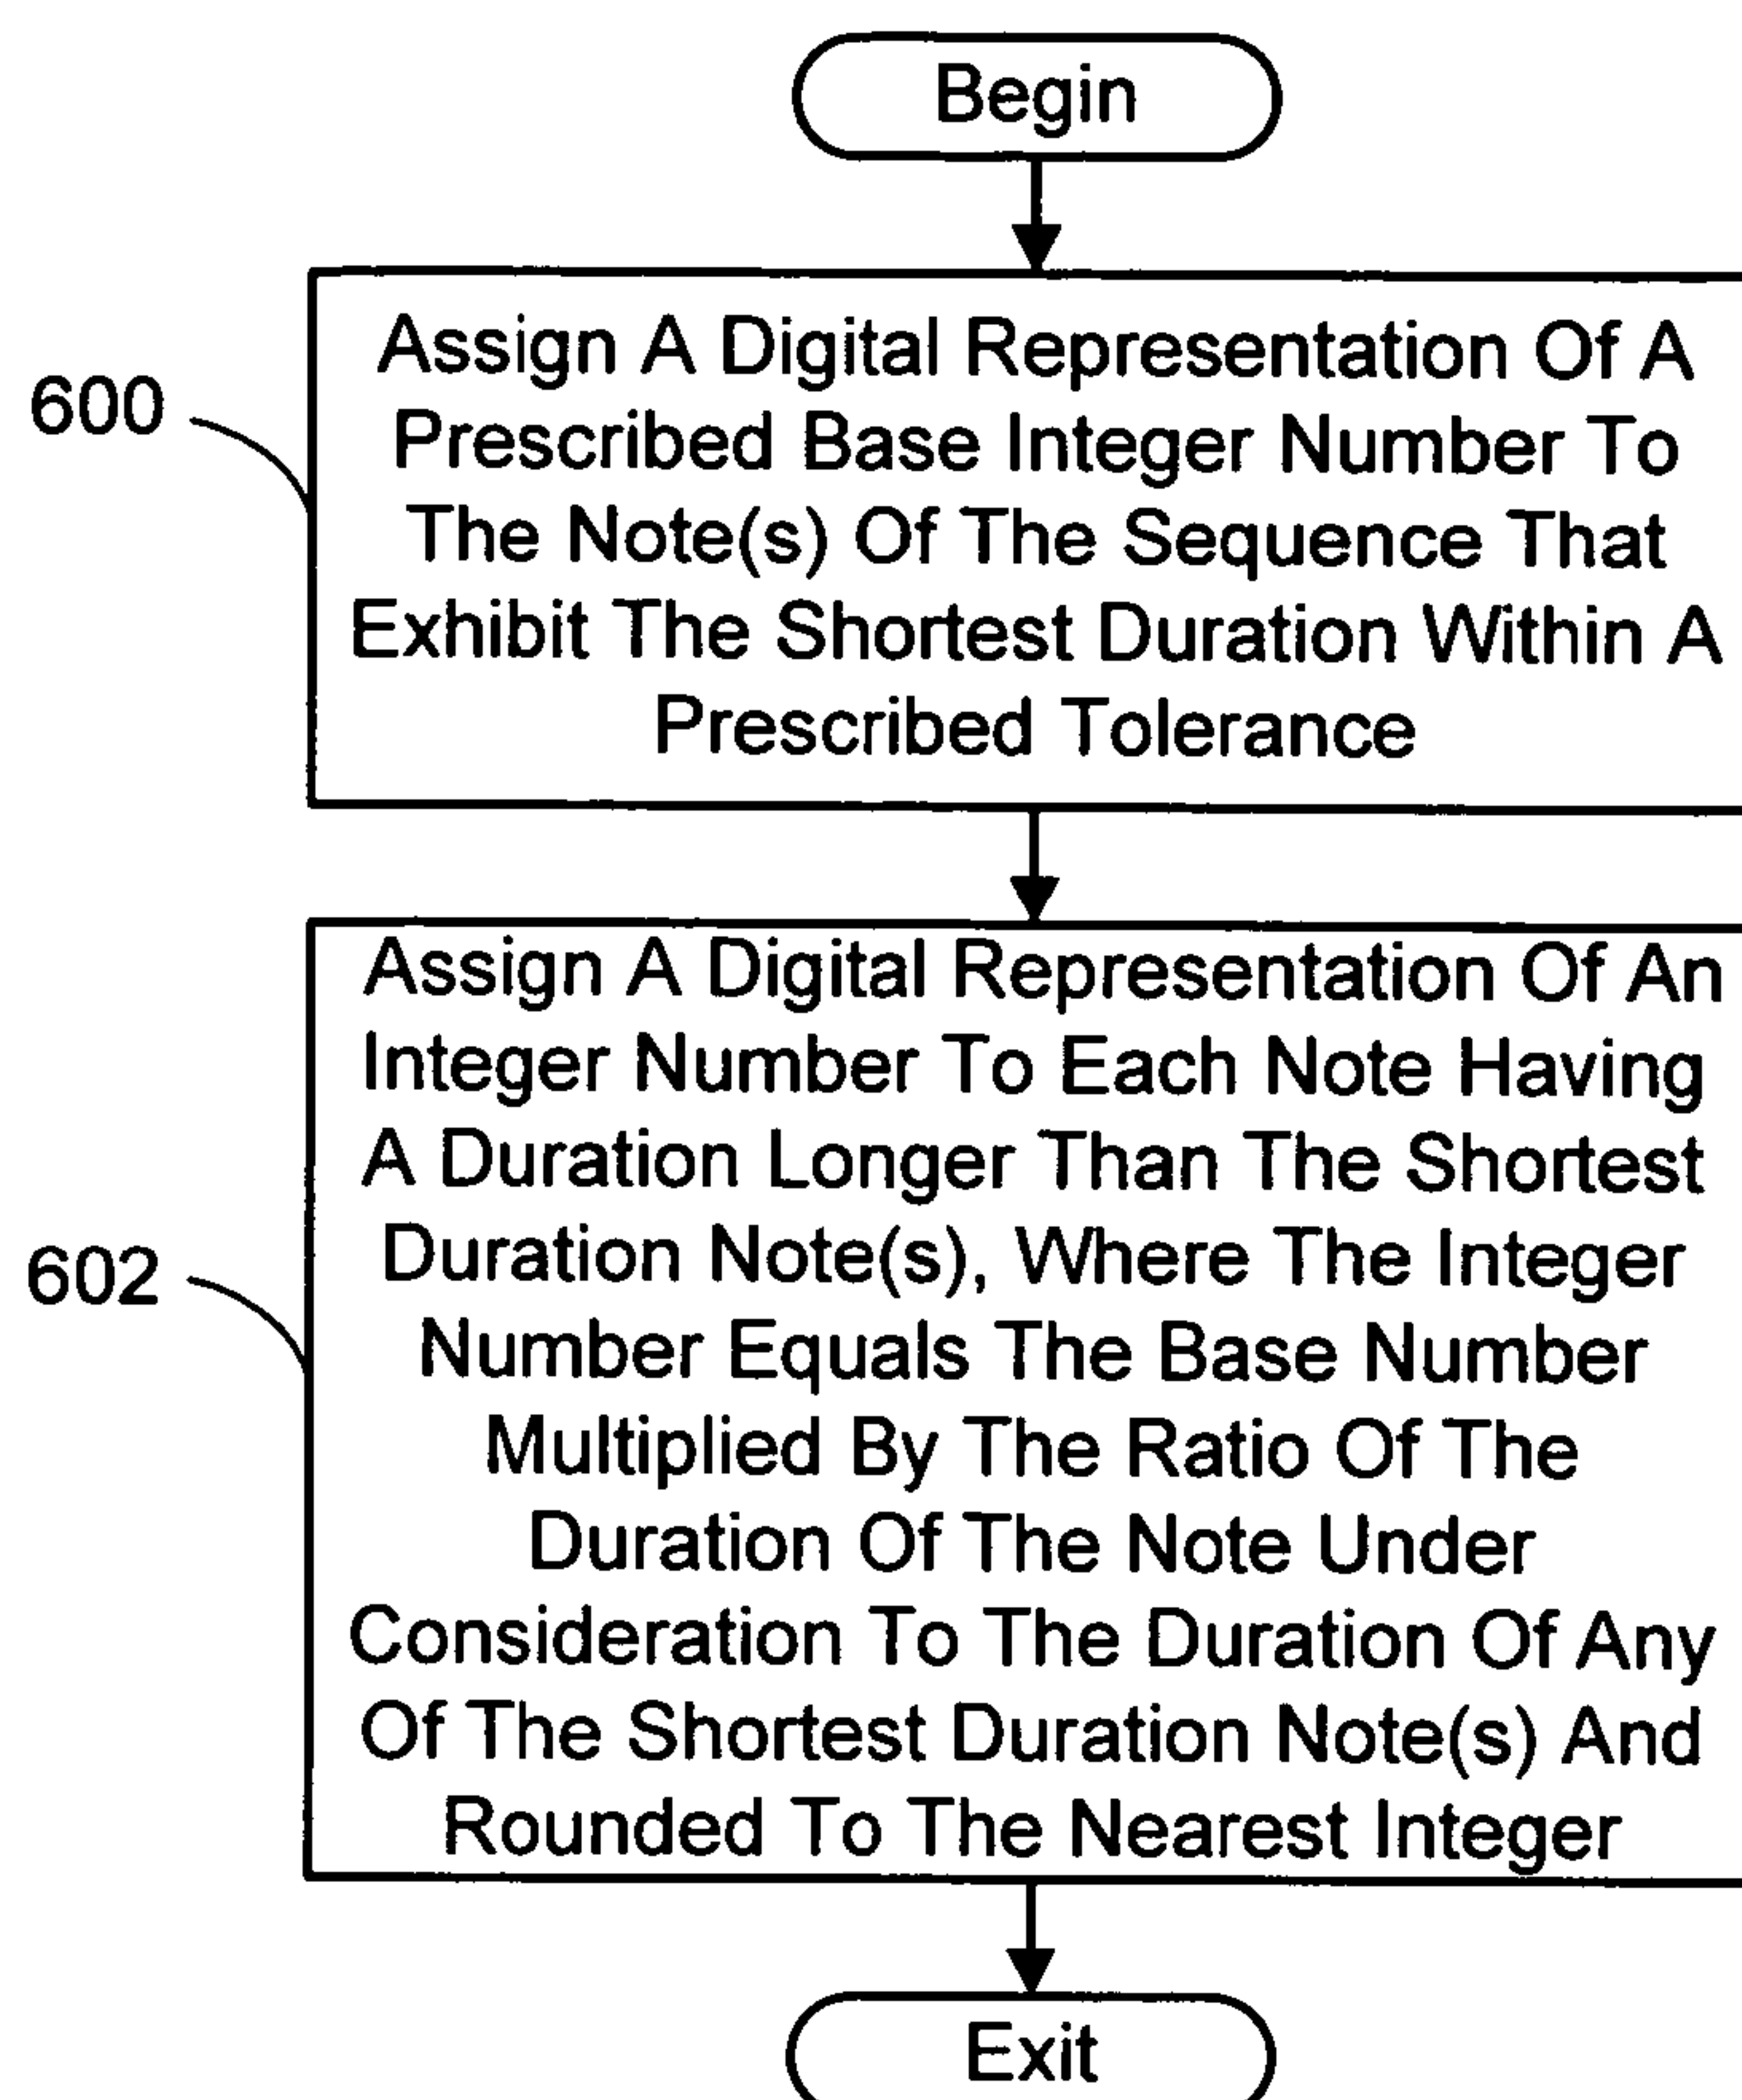 Begin
600
Assign A Digital Representation Of A
Prescribed Base Integer Number To
The Note(s) Of The Sequence That
Exhibit The Shortest Duration Within A
Prescribed Tolerance
602
Assign A Digital Representation Of An
Integer Number To Each Note Having
A Duration Longer Than The Shortest
Duration Note(s), Where The Integer
Number Equals The Base Number
Multiplied By The Ratio Of The
Duration Of The Note Under
Consideration To The Duration Of Any
Of The Shortest Duration Note(s) And
Rounded To The Nearest Integer
Exit